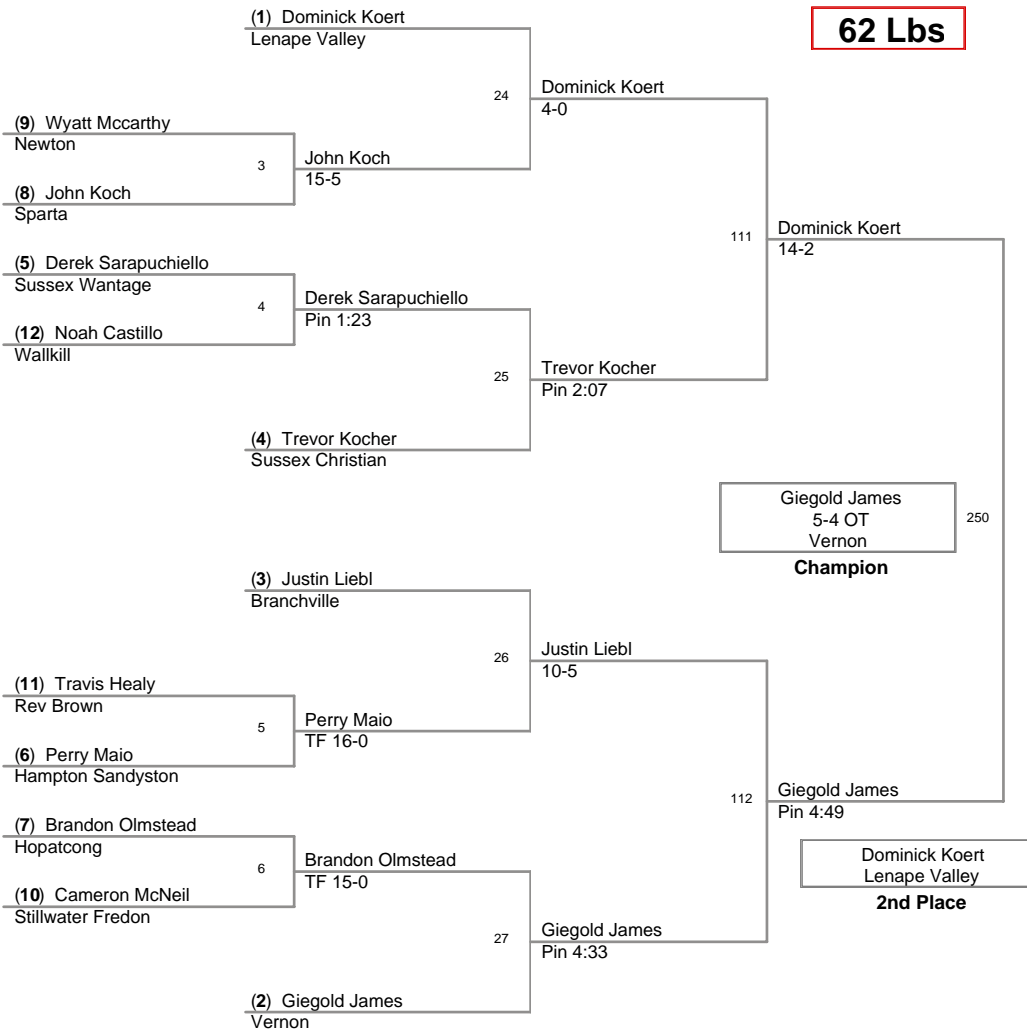 (1) Dominick Koert
Lenape Valley
62 Lbs
24
Dominick Koert
4-0
(9) Wyatt Mccarthy
Newton
3
John Koch
15-5
(8) John Koch
Sparta
111
Dominick Koert
14-2
(5) Derek Sarapuchiello
Sussex Wantage
4
Derek Sarapuchiello
Pin 1:23
(12) Noah Castillo
Wallkill
25
Trevor Kocher
Pin 2:07
(4) Trevor Kocher
Sussex Christian
Giegold James
5-4 OT
Vernon
250
Champion
(3) Justin Liebl
Branchville
26
Justin Liebl
10-5
(11) Travis Healy
Rev Brown
5
Perry Maio
TF 16-0
(6) Perry Maio
Hampton Sandyston
112
Giegold James
Pin 4:49
(7) Brandon Olmstead
Hopatcong
6
Brandon Olmstead
TF 15-0
(10) Cameron McNeil
Stillwater Fredon
Dominick Koert
Lenape Valley
2nd Place
27
Giegold James
Pin 4:33
(2) Giegold James
Vernon